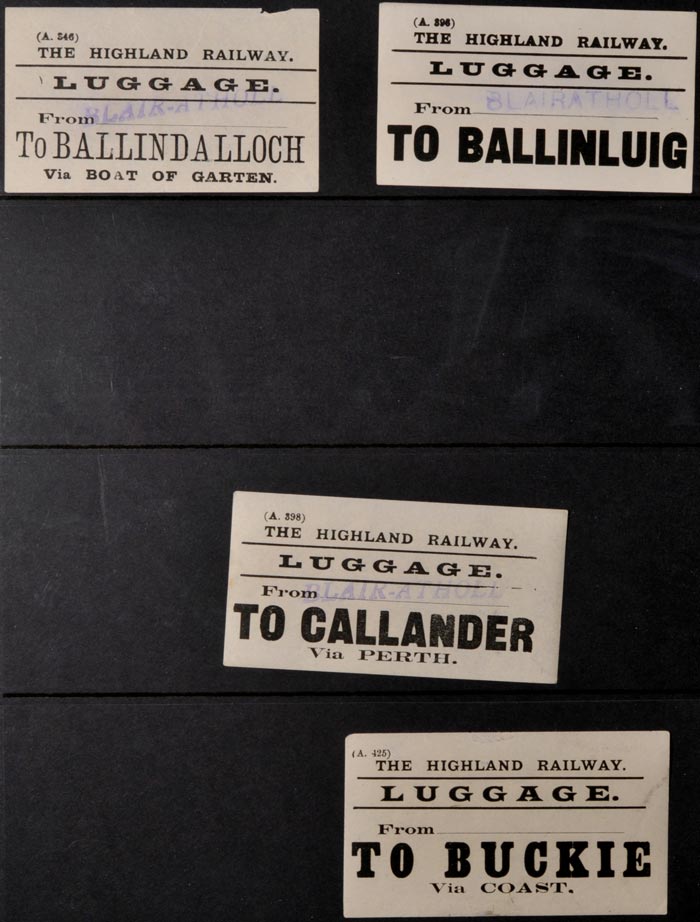 (A. 346)
THE HIGHLAND RAILWAY.
LUGGAGE.
From BLAIR-ATHOLL
To BALLINDALLOCH
Via BOAT OF GARTEN.
(A. 396)
THE HIGHLAND RAILWAY.
LUGGAGE.
From BLAIRATHOLL
TO BALLINLUIG
(A. 398)
THE HIGHLAND RAILWAY.
LUGGAGE.
From BLAIR-ATHOLL
TO CALLANDER
Via PERTH.
(A. 425)
THE HIGHLAND RAILWAY.
LUGGAGE.
From
TO BUCKIE
Via COAST.